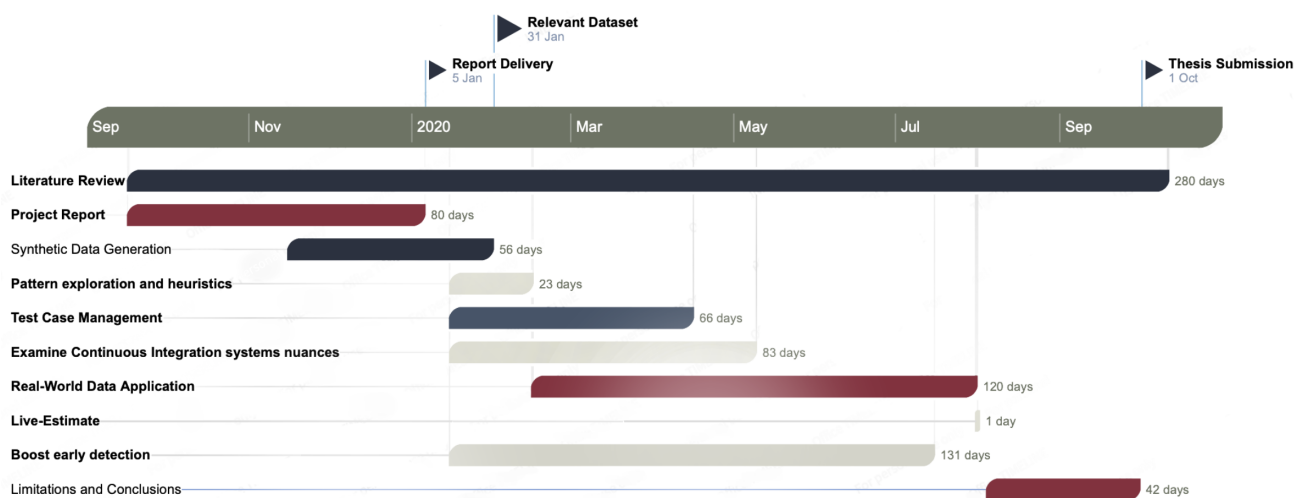 Relevant Dataset
31 Jan
Report Delivery
5 Jan
Thesis Submission
1 Oct
Sep Nov 2020 Mar May Jul Sep
Literature Review 280 days
Project Report 80 days
Synthetic Data Generation 56 days
Pattern exploration and heuristics 23 days
Test Case Management 66 days
Examine Continuous Integration systems nuances 83 days
Real-World Data Application 120 days
Live-Estimate 1 day
Boost early detection 131 days
Limitations and Conclusions 42 days